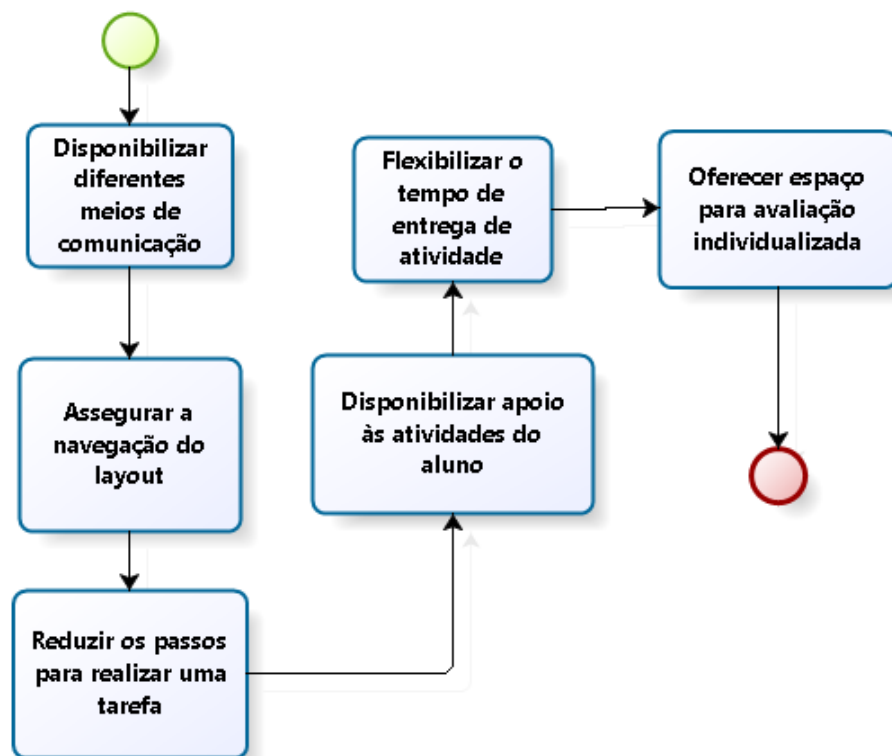 Disponibilizar
diferentes
meios de
comunicação
Assegurar a
navegação do
layout
Reduzir os passos
para realizar uma
tarefa
Disponibilizar apoio
às atividades do
aluno
Flexibilizar o
tempo de
entrega de
atividade
Oferecer espaço
para avaliação
individualizada